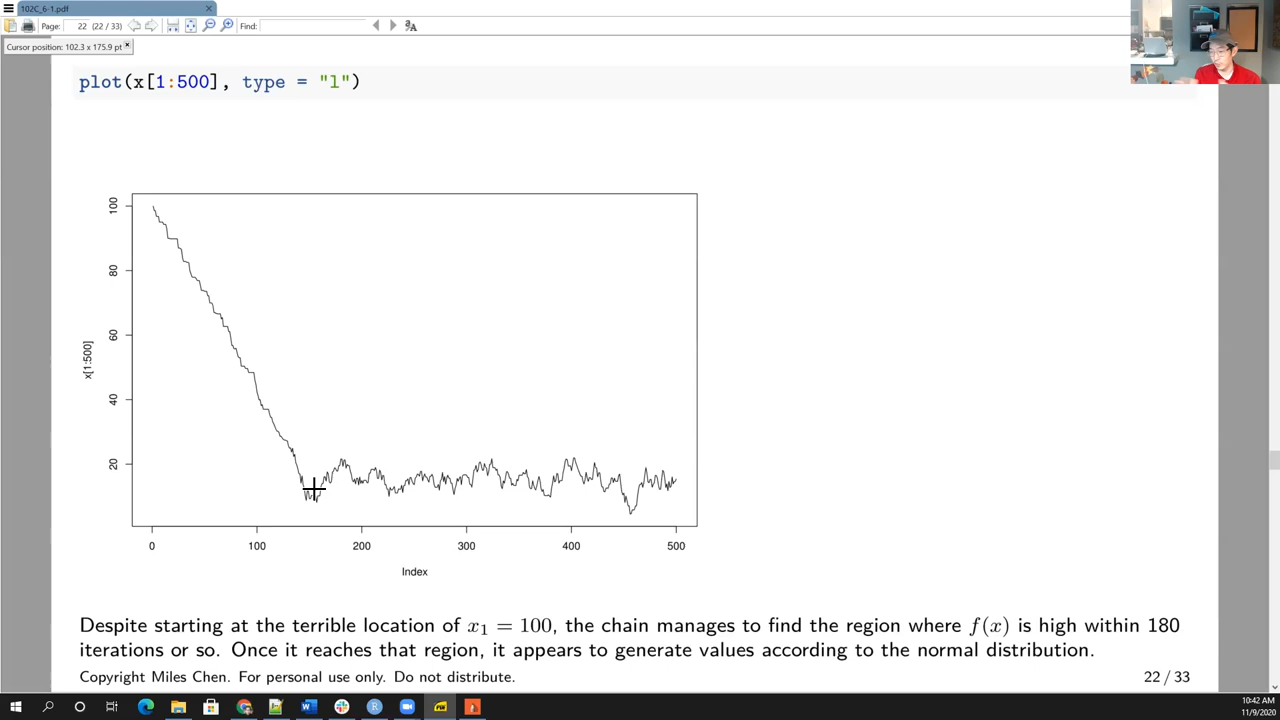 102C_6-1.pdf ×
Page: 22 (22 / 33) Find:
Cursor position: 102.3 x 175.9 pt ×
plot(x[1:500], type = "l")
100
80
60
40
20
x[1:500]
0 100 200 300 400 500
Index
Despite starting at the terrible location of x₁ = 100, the chain manages to find the region where f(x) is high within 180
iterations or so. Once it reaches that region, it appears to generate values according to the normal distribution.
Copyright Miles Chen. For personal use only. Do not distribute. 22 / 33
10:42 AM
11/9/2020